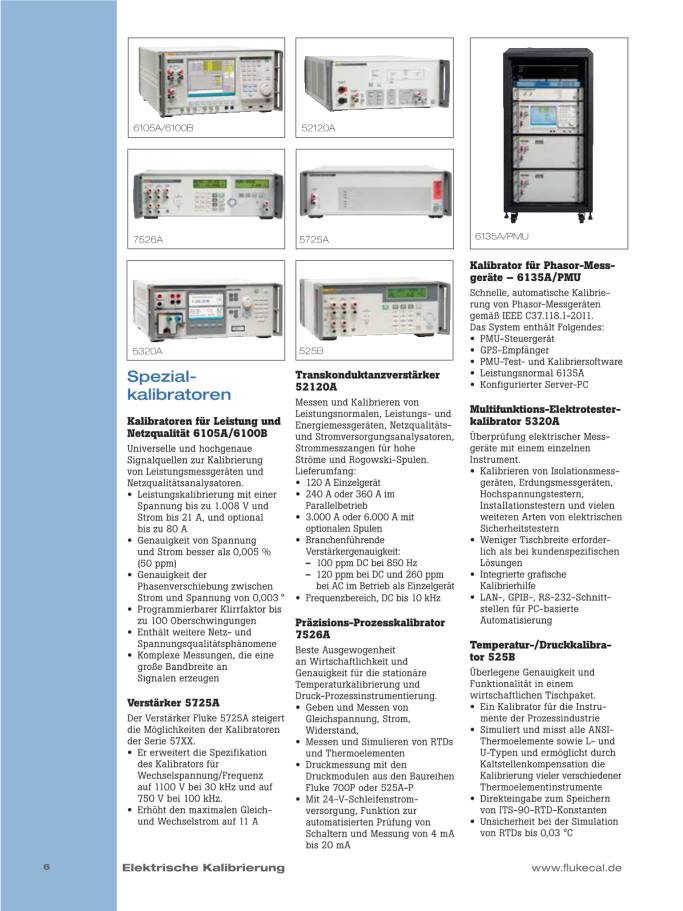 6105A/6100B
52120A
7526A
5725A
6135A/PMU
5320A
525B
Spezial-
kalibratoren
Kalibratoren für Leistung und
Netzqualität 6105A/6100B
Universelle und hochgenaue
Signalquellen zur Kalibrierung
von Leistungsmessgeräten und
Netzqualitätsanalysatoren.
• Leistungskalibrierung mit einer
Spannung bis zu 1.008 V und
Strom bis 21 A, und optional
bis zu 80 A
• Genauigkeit von Spannung
und Strom besser als 0,005 %
(50 ppm)
• Genauigkeit der
Phasenverschiebung zwischen
Strom und Spannung von 0,003 °
• Programmierbarer Klirrfaktor bis
zu 100 Oberschwingungen
• Enthält weitere Netz- und
Spannungsqualitätsphänomene
• Komplexe Messungen, die eine
große Bandbreite an
Signalen erzeugen
Verstärker 5725A
Der Verstärker Fluke 5725A steigert
die Möglichkeiten der Kalibratoren
der Serie 57XX.
• Er erweitert die Spezifikation
des Kalibrators für
Wechselspannung/Frequenz
auf 1100 V bei 30 kHz und auf
750 V bei 100 kHz.
• Erhöht den maximalen Gleich-
und Wechselstrom auf 11 A
Transkonduktanzverstärker
52120A
Messen und Kalibrieren von
Leistungsnormalen, Leistungs- und
Energiemessgeräten, Netzqualitäts-
und Stromversorgungsanalysatoren,
Strommesszangen für hohe
Ströme und Rogowski-Spulen.
Lieferumfang:
• 120 A Einzelgerät
• 240 A oder 360 A im
Parallelbetrieb
• 3.000 A oder 6.000 A mit
optionalen Spulen
• Branchenführende
Verstärkergenauigkeit:
– 100 ppm DC bei 850 Hz
– 120 ppm bei DC und 260 ppm
bei AC im Betrieb als Einzelgerät
• Frequenzbereich, DC bis 10 kHz
Präzisions-Prozesskalibrator
7526A
Beste Ausgewogenheit
an Wirtschaftlichkeit und
Genauigkeit für die stationäre
Temperaturkalibrierung und
Druck-Prozessinstrumentierung.
• Geben und Messen von
Gleichspannung, Strom,
Widerstand,
• Messen und Simulieren von RTDs
und Thermoelementen
• Druckmessung mit den
Druckmodulen aus den Baureihen
Fluke 700P oder 525A-P
• Mit 24-V-Schleifenstrom-
versorgung, Funktion zur
automatisierten Prüfung von
Schaltern und Messung von 4 mA
bis 20 mA
Kalibrator für Phasor-Mess-
geräte – 6135A/PMU
Schnelle, automatische Kalibrie-
rung von Phasor-Messgeräten
gemäß IEEE C37.118.1-2011.
Das System enthält Folgendes:
• PMU-Steuergerät
• GPS-Empfänger
• PMU-Test- und Kalibriersoftware
• Leistungsnormal 6135A
• Konfigurierter Server-PC
Multifunktions-Elektrotester-
kalibrator 5320A
Überprüfung elektrischer Mess-
geräte mit einem einzelnen
Instrument.
• Kalibrieren von Isolationsmess-
geräten, Erdungsmessgeräten,
Hochspannungstestern,
Installationstestern und vielen
weiteren Arten von elektrischen
Sicherheitstestern
• Weniger Tischbreite erforder-
lich als bei kundenspezifischen
Lösungen
• Integrierte grafische
Kalibrierhilfe
• LAN-, GPIB-, RS-232-Schnitt-
stellen für PC-basierte
Automatisierung
Temperatur-/Druckkalibra-
tor 525B
Überlegene Genauigkeit und
Funktionalität in einem
wirtschaftlichen Tischpaket.
• Ein Kalibrator für die Instru-
mente der Prozessindustrie
• Simuliert und misst alle ANSI-
Thermoelemente sowie L- und
U-Typen und ermöglicht durch
Kaltstellenkompensation die
Kalibrierung vieler verschiedener
Thermoelementinstrumente
• Direkteingabe zum Speichern
von ITS-90-RTD-Konstanten
• Unsicherheit bei der Simulation
von RTDs bis 0,03 °C
6
Elektrische Kalibrierung
www.flukecal.de